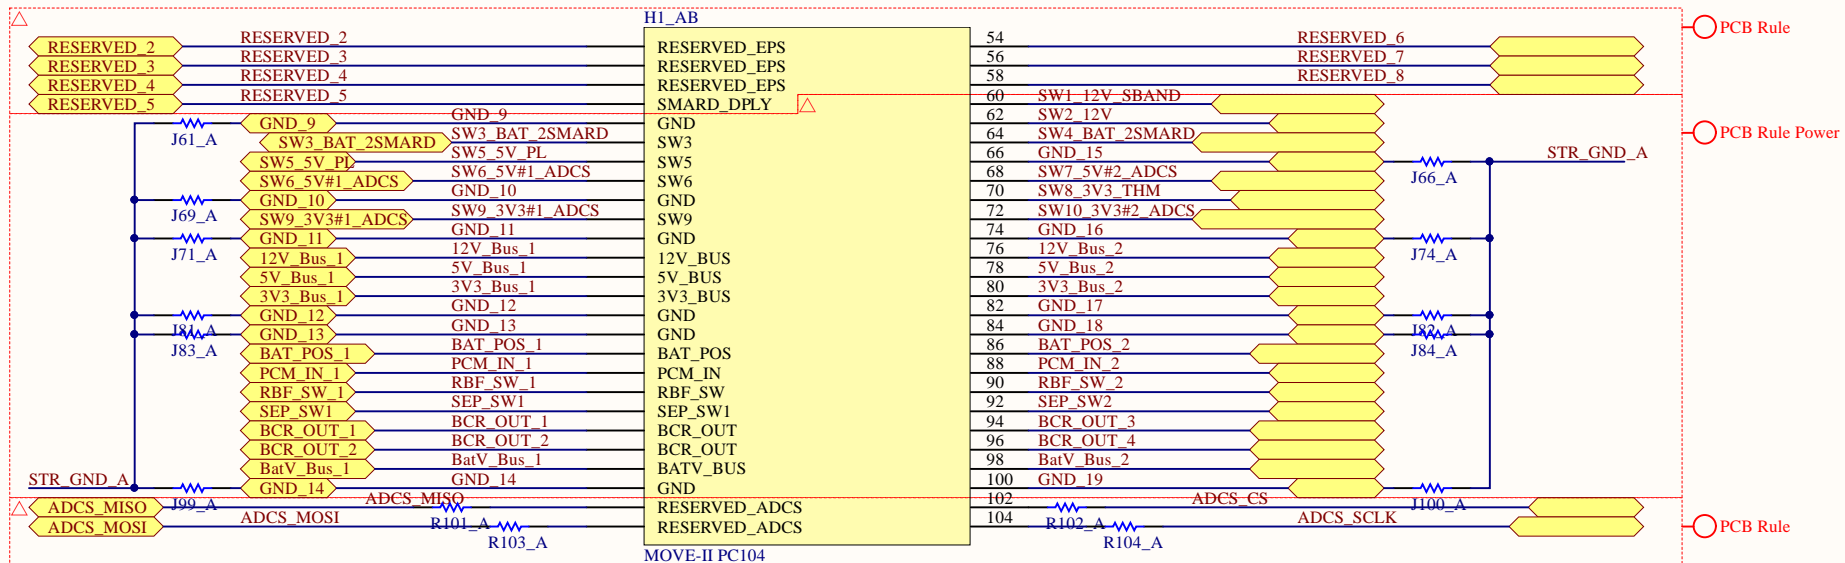 H1_AB
RESERVED_2 RESERVED_2 RESERVED_EPS 54 RESERVED_6 PCB Rule
RESERVED_3 RESERVED_3 RESERVED_EPS 56 RESERVED_7
RESERVED_4 RESERVED_4 RESERVED_EPS 58 RESERVED_8
RESERVED_5 RESERVED_5 SMARD_DPLY 60 SW1_12V_SBAND
GND_9 GND_9 GND 62 SW2_12V
J61_A SW3_BAT_2SMARD SW3_BAT_2SMARD SW3 64 SW4_BAT_2SMARD PCB Rule Power
SW5_5V_PL SW5_5V_PL SW5 66 GND_15 STR_GND_A
SW6_5V#1_ADCS SW6_5V#1_ADCS SW6 68 SW7_5V#2_ADCS J66_A
GND_10 GND_10 GND 70 SW8_3V3_THM
J69_A SW9_3V3#1_ADCS SW9_3V3#1_ADCS SW9 72 SW10_3V3#2_ADCS
GND_11 GND_11 GND 74 GND_16
J71_A 12V_Bus_1 12V_Bus_1 12V_BUS 76 12V_Bus_2 J74_A
5V_Bus_1 5V_Bus_1 5V_BUS 78 5V_Bus_2
3V3_Bus_1 3V3_Bus_1 3V3_BUS 80 3V3_Bus_2
GND_12 GND_12 GND 82 GND_17
J81_A GND_13 GND_13 GND 84 GND_18 J82_A
J83_A BAT_POS_1 BAT_POS_1 BAT_POS 86 BAT_POS_2 J84_A
PCM_IN_1 PCM_IN_1 PCM_IN 88 PCM_IN_2
RBF_SW_1 RBF_SW_1 RBF_SW 90 RBF_SW_2
SEP_SW1 SEP_SW1 SEP_SW1 92 SEP_SW2
BCR_OUT_1 BCR_OUT_1 BCR_OUT 94 BCR_OUT_3
BCR_OUT_2 BCR_OUT_2 BCR_OUT 96 BCR_OUT_4
BatV_Bus_1 BatV_Bus_1 BATV_BUS 98 BatV_Bus_2
STR_GND_A GND_14 GND_14 GND 100 GND_19
ADCS_MISO J99_A ADCS_MISO RESERVED_ADCS 102 ADCS_CS J100_A
ADCS_MOSI ADCS_MOSI R101_A RESERVED_ADCS 104 R102_A ADCS_SCLK PCB Rule
R103_A R104_A
MOVE-II PC104